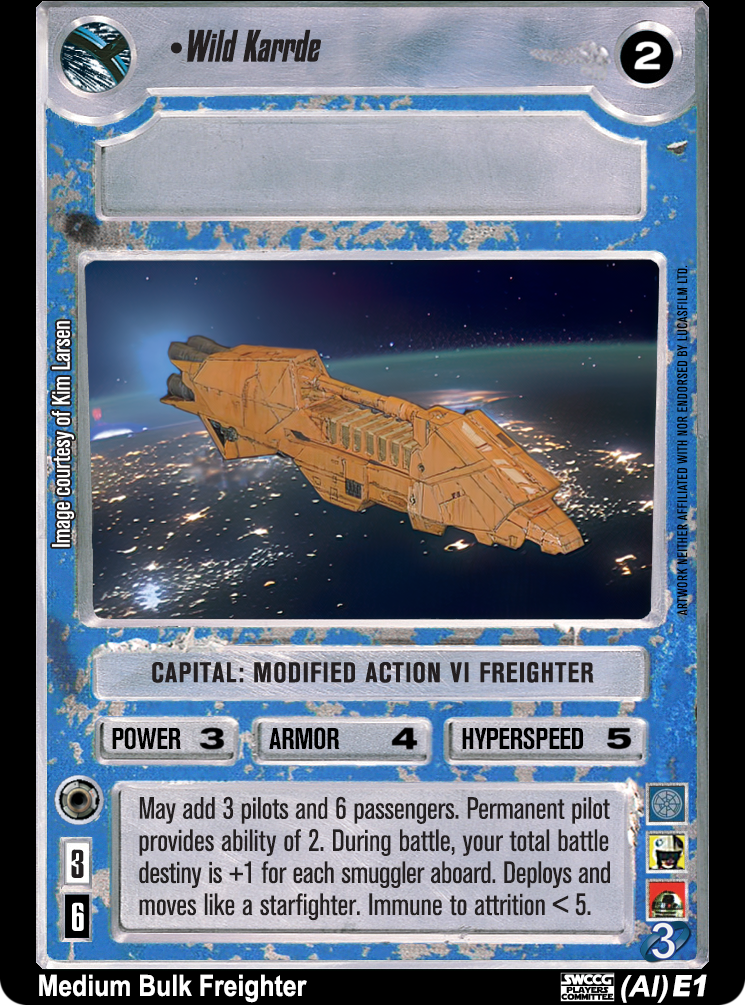 •Wild Karrde
2
Image courtesy of Kim Larsen
ARTWORK NEITHER AFFILIATED WITH NOR ENDORSED BY LUCASFILM LTD.
CAPITAL: MODIFIED ACTION VI FREIGHTER
POWER 3
ARMOR 4
HYPERSPEED 5
May add 3 pilots and 6 passengers. Permanent pilot
provides ability of 2. During battle, your total battle
destiny is +1 for each smuggler aboard. Deploys and
moves like a starfighter. Immune to attrition < 5.
3
6
3
Medium Bulk Freighter
SWCCG
PLAYERS
COMMITTEE
(AI) E1